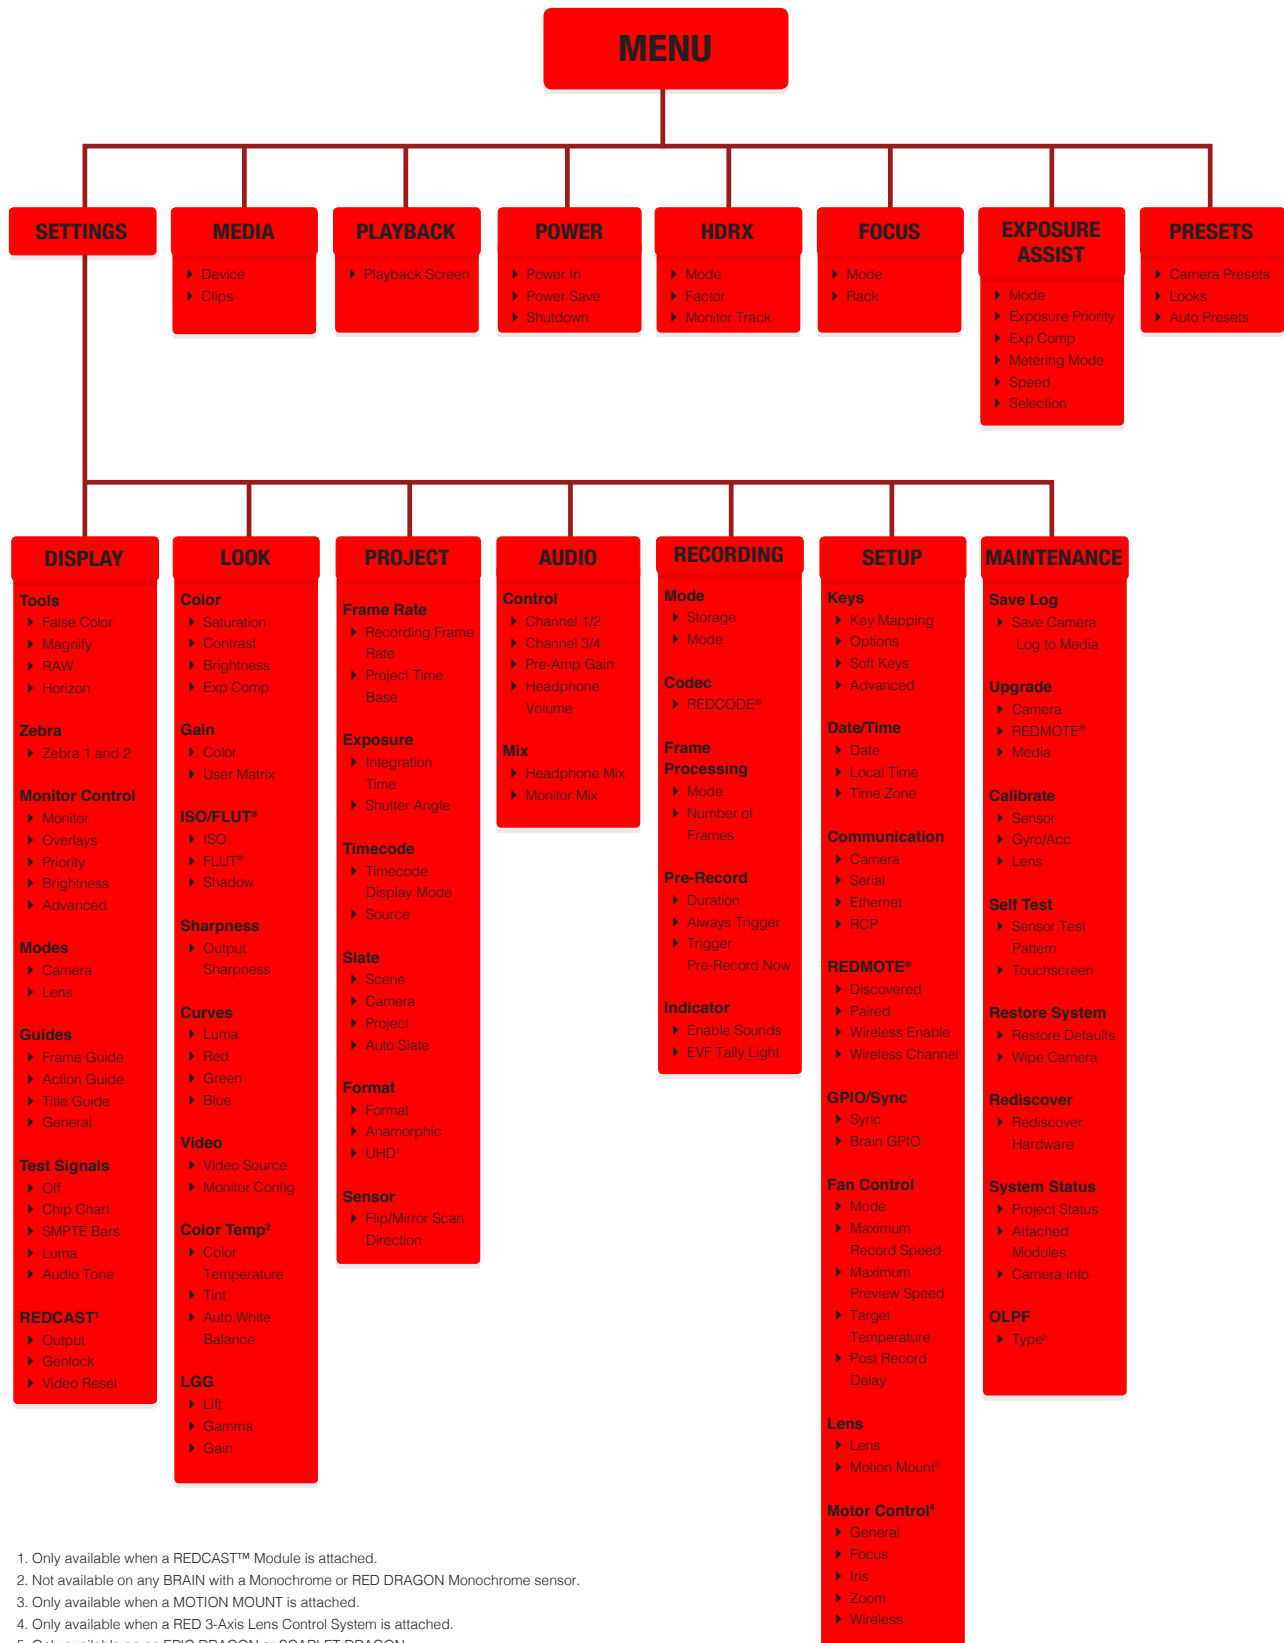 MENU
SETTINGS
MEDIA
Device
Clips
PLAYBACK
Playback Screen
POWER
Power In
Power Save
Shutdown
HDRX
Mode
Factor
Monitor Track
FOCUS
Mode
Rack
EXPOSURE
ASSIST
Mode
Exposure Priority
Exp Comp
Metering Mode
Speed
Selection
PRESETS
Camera Presets
Looks
Auto Presets
DISPLAY
Tools
False Color
Magnify
RAW
Horizon
Zebra
Zebra 1 and 2
Monitor Control
Monitor
Overlays
Priority
Brightness
Advanced
Modes
Camera
Lens
Guides
Frame Guide
Action Guide
Title Guide
General
Test Signals
Off
Chip Chart
SMPTE Bars
Luma
Audio Tone
REDCAST¹
Output
Genlock
Video Reset
LOOK
Color
Saturation
Contrast
Brightness
Exp Comp
Gain
Color
User Matrix
ISO/FLUT®
ISO
FLUT®
Shadow
Sharpness
Output
Sharpness
Curves
Luma
Red
Green
Blue
Video
Video Source
Monitor Config
Color Temp²
Color
Temperature
Tint
Auto White
Balance
LGG
Lift
Gamma
Gain
PROJECT
Frame Rate
Recording Frame
Rate
Project Time
Base
Exposure
Integration
Time
Shutter Angle
Timecode
Timecode
Display Mode
Source
Slate
Scene
Camera
Project
Auto Slate
Format
Format
Anamorphic
UHD¹
Sensor
Flip/Mirror Scan
Direction
AUDIO
Control
Channel 1/2
Channel 3/4
Pre-Amp Gain
Headphone
Volume
Mix
Headphone Mix
Monitor Mix
RECORDING
Mode
Storage
Mode
Codec
REDCODE®
Frame
Processing
Mode
Number of
Frames
Pre-Record
Duration
Always Trigger
Trigger
Pre-Record Now
Indicator
Enable Sounds
EVF Tally Light
SETUP
Keys
Key Mapping
Options
Soft Keys
Advanced
Date/Time
Date
Local Time
Time Zone
Communication
Camera
Serial
Ethernet
RCP
REDMOTE®
Discovered
Paired
Wireless Enable
Wireless Channel
GPIO/Sync
Sync
Brain GPIO
Fan Control
Mode
Maximum
Record Speed
Maximum
Preview Speed
Target
Temperature
Post Record
Delay
Lens
Lens
Motion Mount³
Motor Control⁴
General
Focus
Iris
Zoom
Wireless
MAINTENANCE
Save Log
Save Camera
Log to Media
Upgrade
Camera
REDMOTE®
Media
Calibrate
Sensor
Gyro/Acc
Lens
Self Test
Sensor Test
Pattern
Touchscreen
Restore System
Restore Defaults
Wipe Camera
Rediscover
Rediscover
Hardware
System Status
Project Status
Attached
Modules
Camera Info
OLPF
Type⁵
1. Only available when a REDCAST™ Module is attached.
2. Not available on any BRAIN with a Monochrome or RED DRAGON Monochrome sensor.
3. Only available when a MOTION MOUNT is attached.
4. Only available when a RED 3-Axis Lens Control System is attached.
5. Only available on an EPIC DRAGON or SCARLET DRAGON.